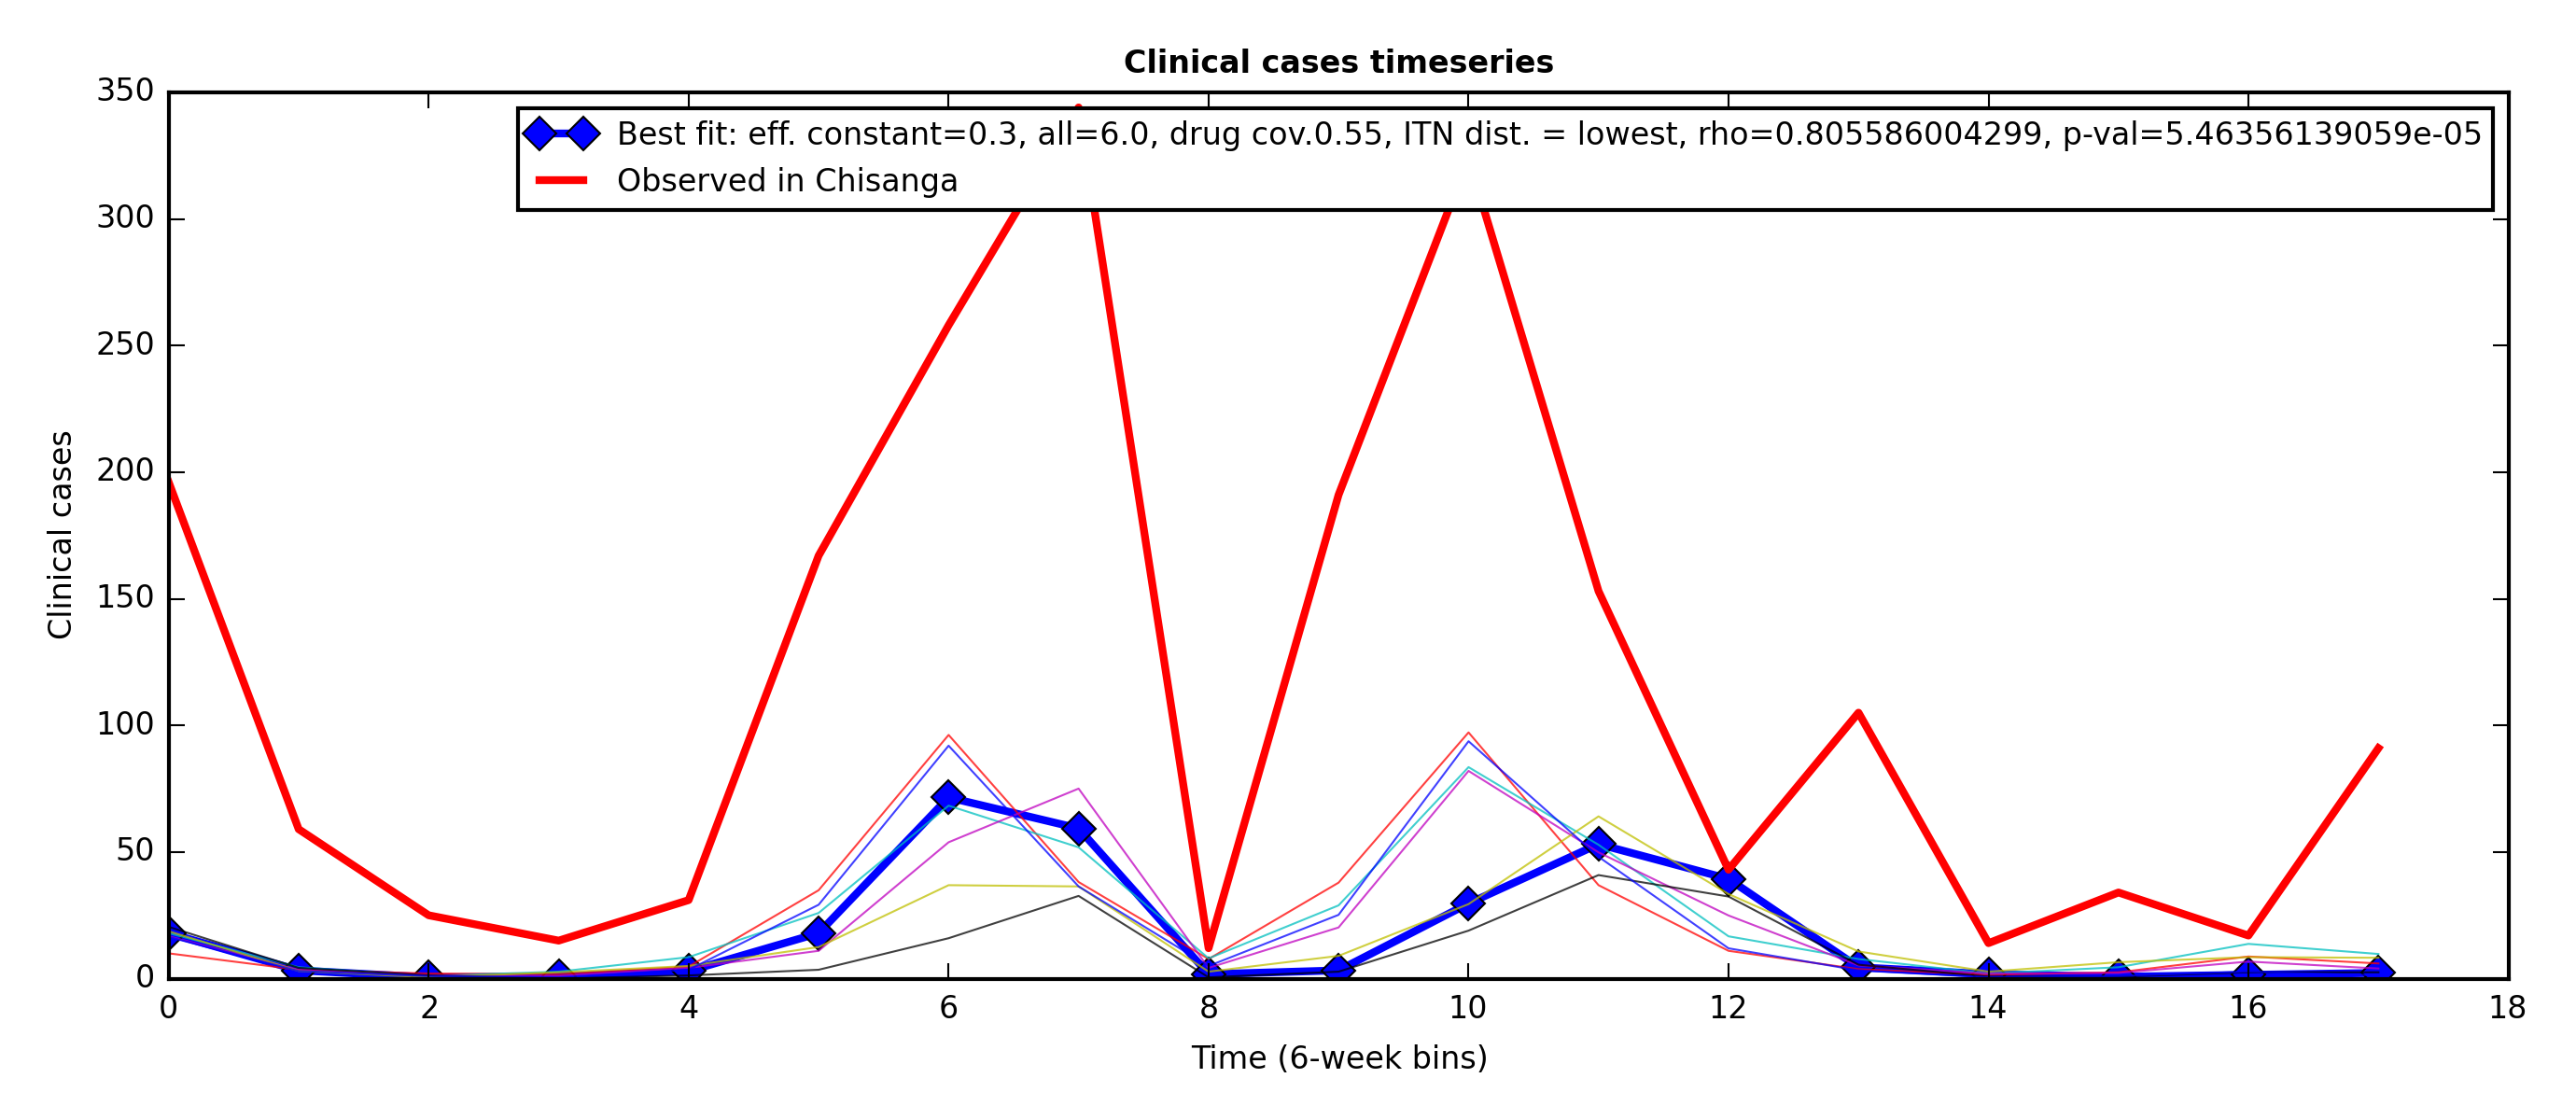 Clinical cases timeseries
350
300
250
200
150
100
50
0
Clinical cases
Best fit: eff. constant=0.3, all=6.0, drug cov.0.55, ITN dist. = lowest, rho=0.805586004299, p-val=5.46356139059e-05
Observed in Chisanga
0 2 4 6 8 10 12 14 16 18
Time (6-week bins)